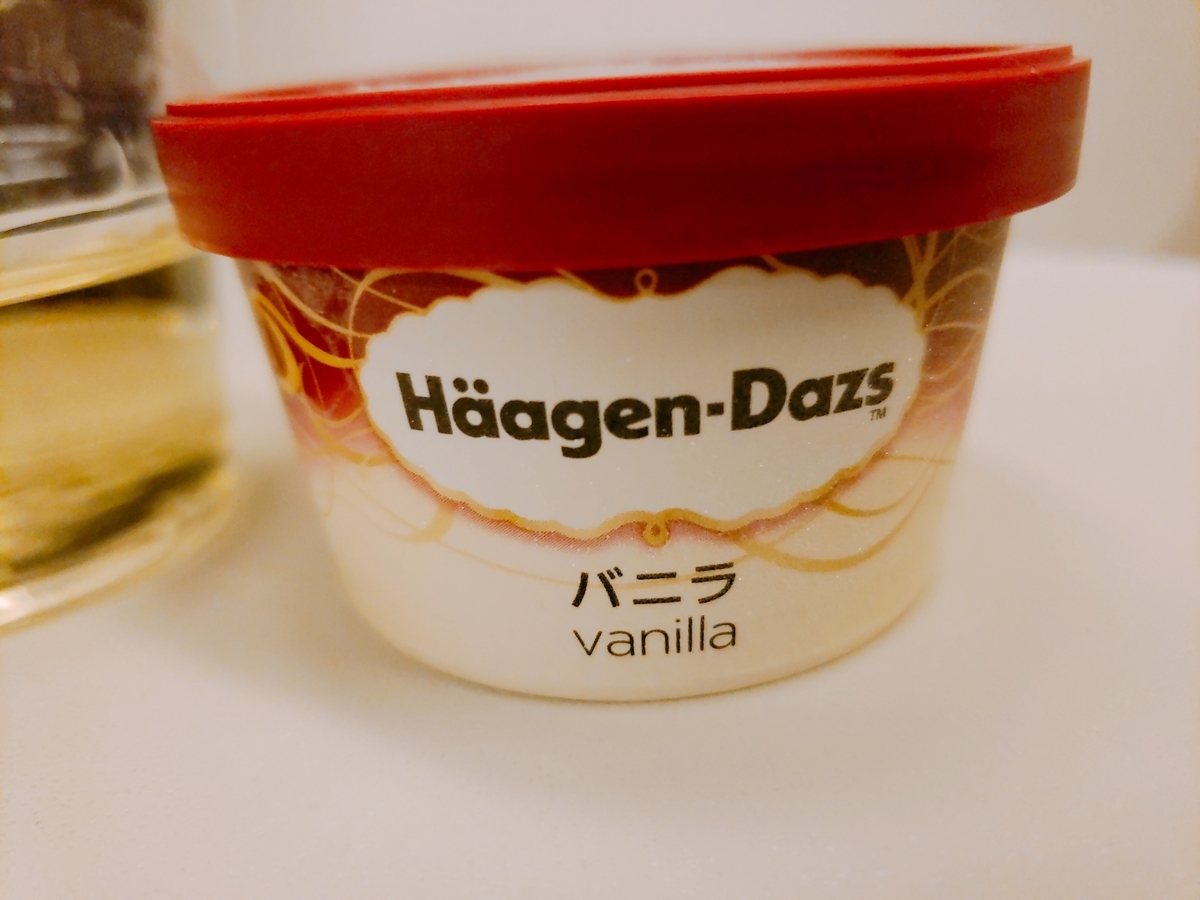 Häagen-Dazs
TM
バニラ
vanilla